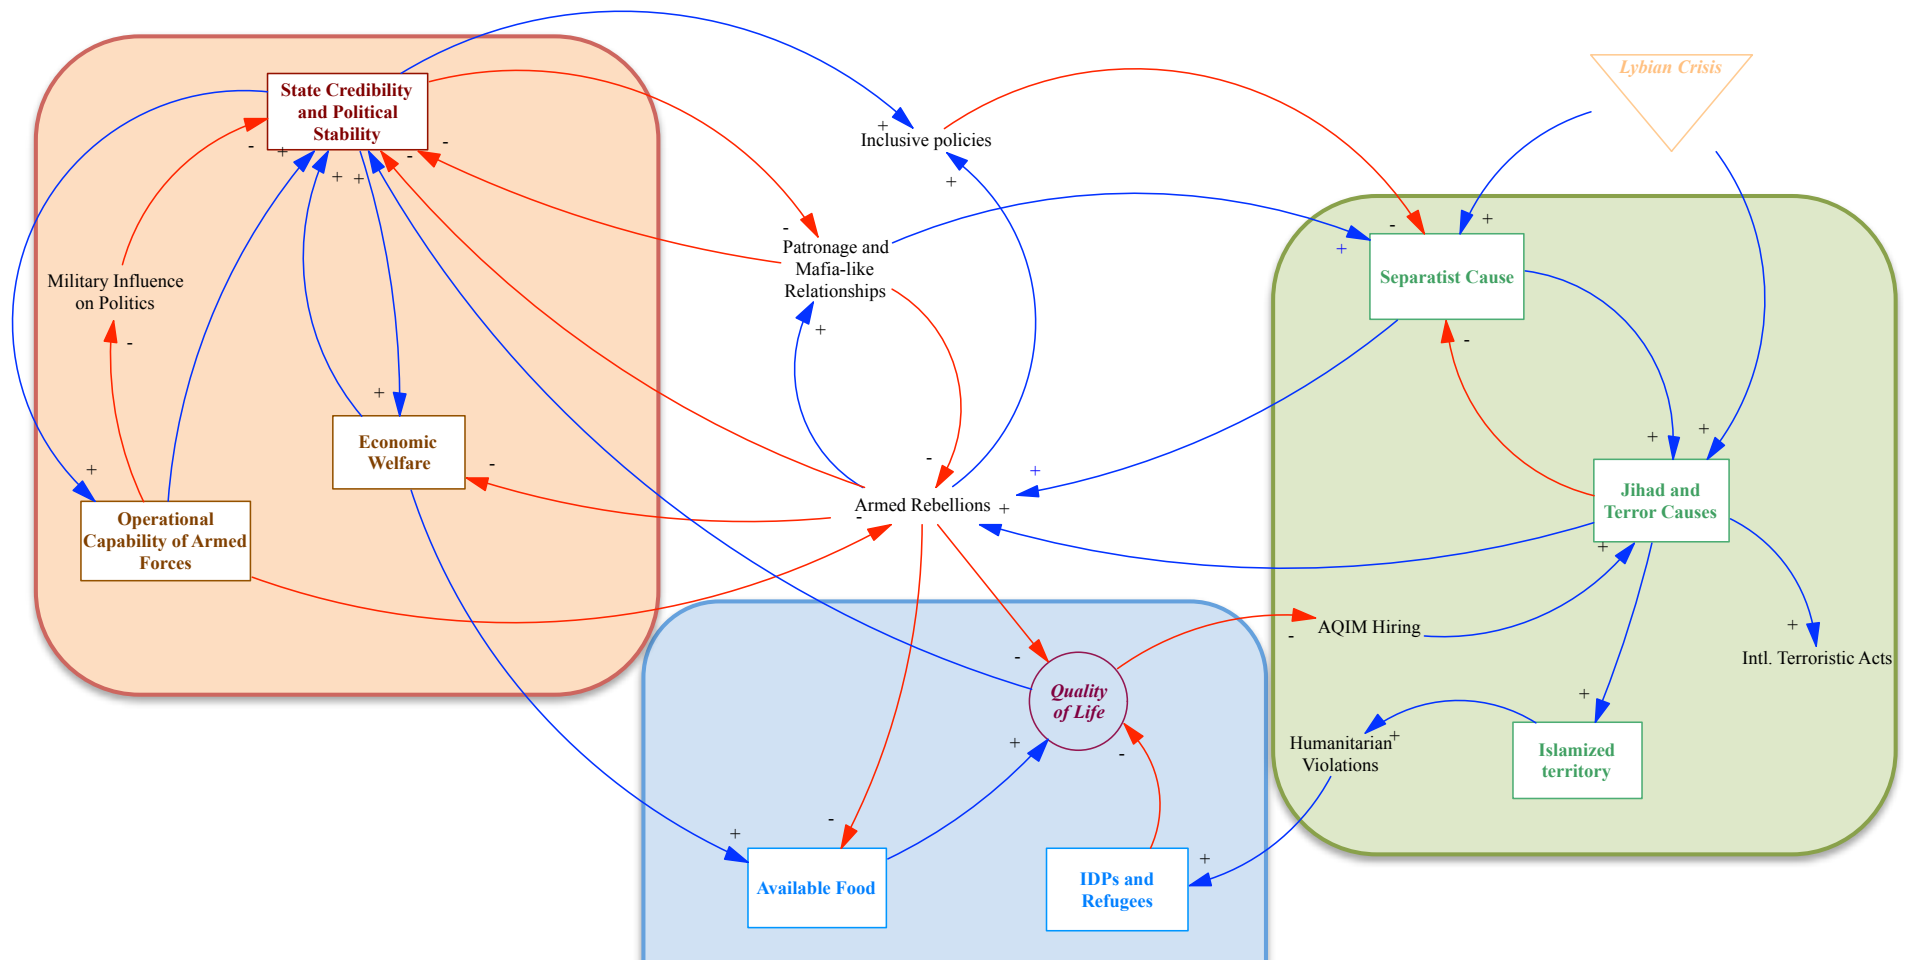 Lybian Crisis
State Credibility
and Political
Stability
+
Inclusive policies
-
+
-
-
+
+
+
+
-
-
+
-
+
Patronage and
Mafia-like
Relationships
Military Influence
on Politics
-
Separatist Cause
+
-
+
Economic
Welfare
-
-
+
+
+
Operational
Capability of Armed
Forces
Armed Rebellions
-
+
+
Jihad and
Terror Causes
+
AQIM Hiring
-
+
Intl. Terroristic Acts
-
Quality
of Life
+
+
-
Humanitarian
Violations
+
Islamized
territory
+
-
+
Available Food
IDPs and
Refugees